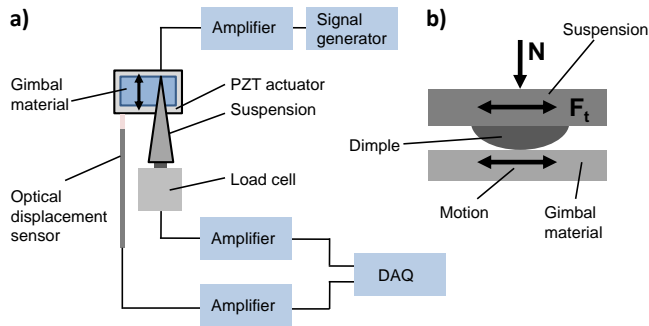 a)
Amplifier
Signal
generator
Gimbal
material
PZT actuator
Suspension
Load cell
Optical
displacement
sensor
Amplifier
DAQ
Amplifier
b)
Suspension
N
Ft
Dimple
Motion
Gimbal
material